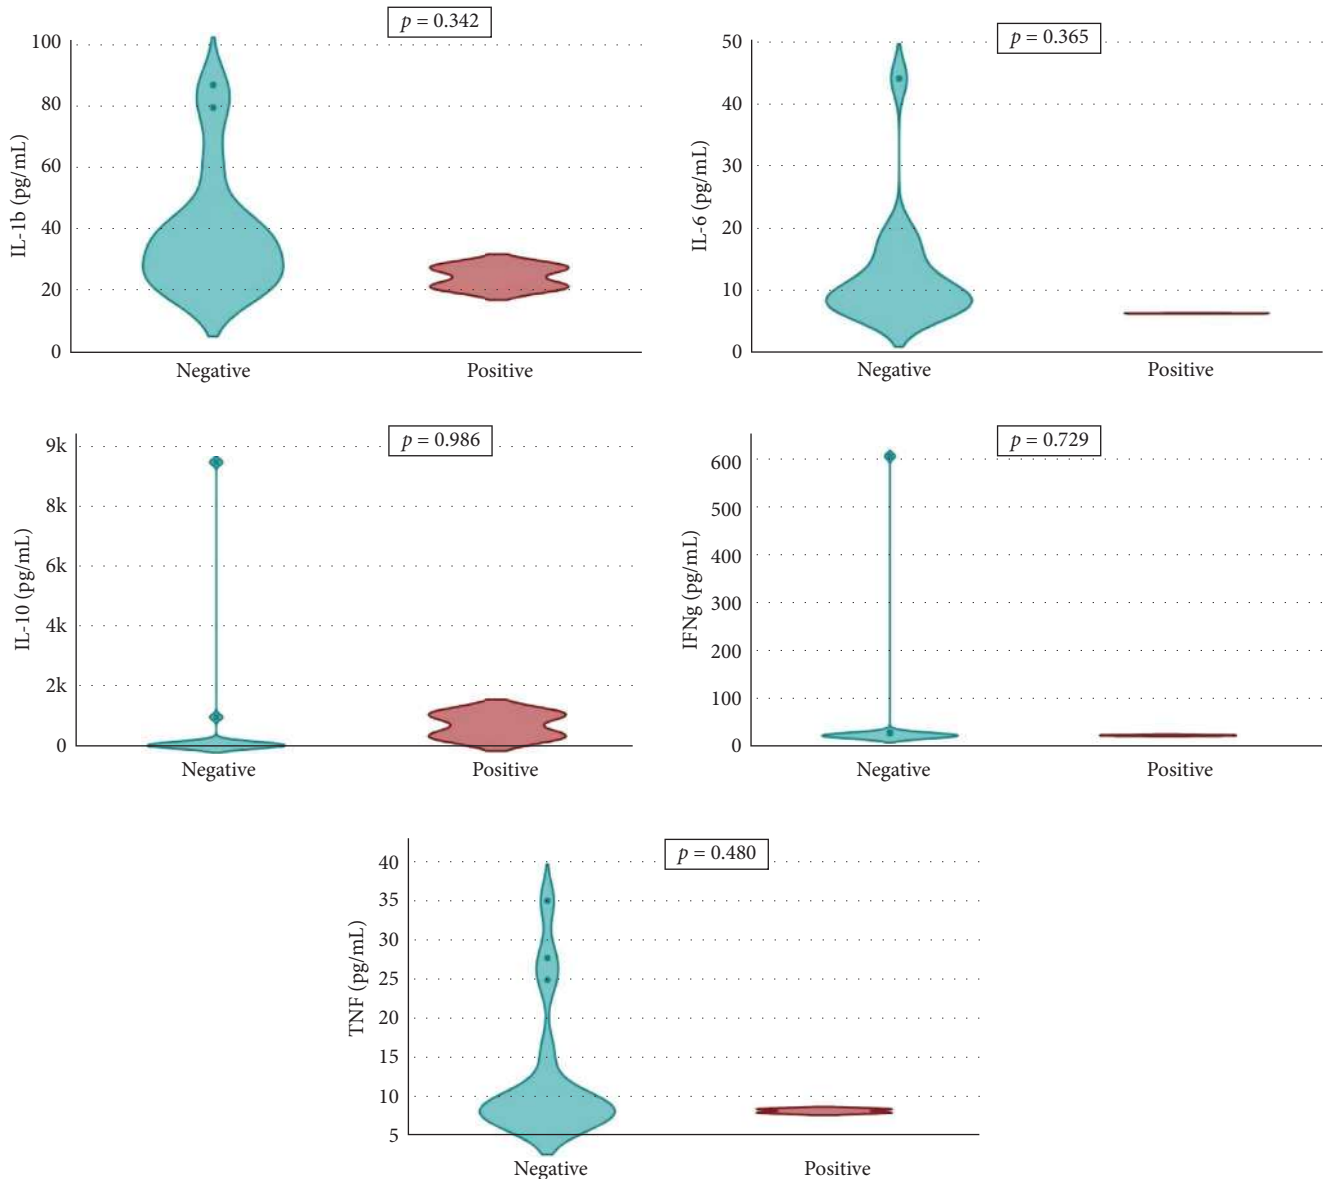 p = 0.342
IL-1b (pg/mL)
100
80
60
40
20
0
Negative
Positive
p = 0.365
IL-6 (pg/mL)
50
40
30
20
10
0
Negative
Positive
p = 0.986
IL-10 (pg/mL)
9k
8k
6k
4k
2k
0
Negative
Positive
p = 0.729
IFNg (pg/mL)
600
500
400
300
200
100
0
Negative
Positive
p = 0.480
TNF (pg/mL)
40
35
30
25
20
15
10
5
Negative
Positive